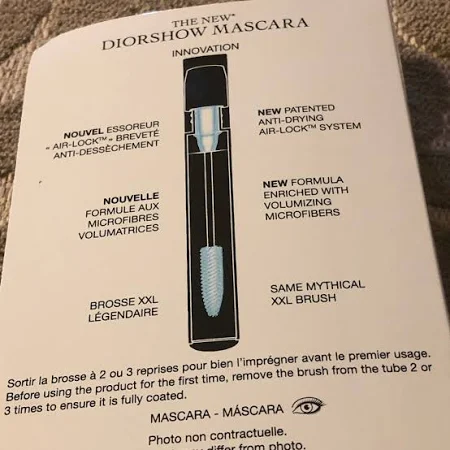 THE NEW*
DIORSHOW MASCARA
INNOVATION
NOUVEL ESSOREUR
« AIR-LOCK™ » BREVETÉ
ANTI-DESSÈCHEMENT
NEW PATENTED
ANTI-DRYING
AIR-LOCK™ SYSTEM
NOUVELLE
FORMULE AUX
MICROFIBRES
VOLUMATRICES
NEW FORMULA
ENRICHED WITH
VOLUMIZING
MICROFIBERS
BROSSE XXL
LÉGENDAIRE
SAME MYTHICAL
XXL BRUSH
Sortir la brosse à 2 ou 3 reprises pour bien l'imprégner avant le premier usage.
Before using the product for the first time, remove the brush from the tube 2 or
3 times to ensure it is fully coated.
MASCARA - MÁSCARA
Photo non contractuelle.
differ from photo.